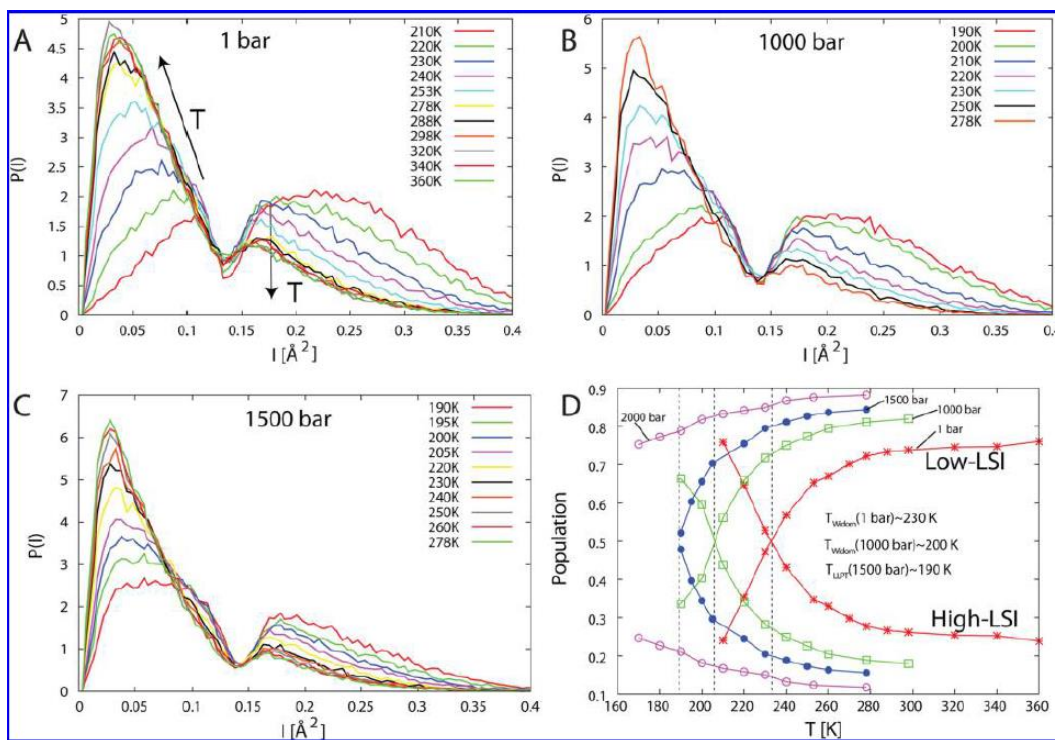 A
1 bar
T
T
210K
220K
230K
240K
253K
278K
288K
298K
320K
340K
360K
P(I)
5
4.5
4
3.5
3
2.5
2
1.5
1
0.5
0
0 0.05 0.1 0.15 0.2 0.25 0.3 0.35 0.4
I [Å²]
B
1000 bar
190K
200K
210K
220K
230K
250K
278K
P(I)
6
5
4
3
2
1
0
0 0.05 0.1 0.15 0.2 0.25 0.3 0.35 0.4
I [Å²]
C
1500 bar
190K
195K
200K
205K
220K
230K
240K
250K
260K
278K
P(I)
7
6
5
4
3
2
1
0
0 0.05 0.1 0.15 0.2 0.25 0.3 0.35 0.4
I [Å²]
D
2000 bar
1500 bar
1000 bar
1 bar
Low-LSI
T_Widom(1 bar)~230 K
T_Widom(1000 bar)~200 K
T_LLPT(1500 bar)~190 K
High-LSI
Population
0.9
0.8
0.7
0.6
0.5
0.4
0.3
0.2
0.1
160 180 200 220 240 260 280 300 320 340 360
T [K]